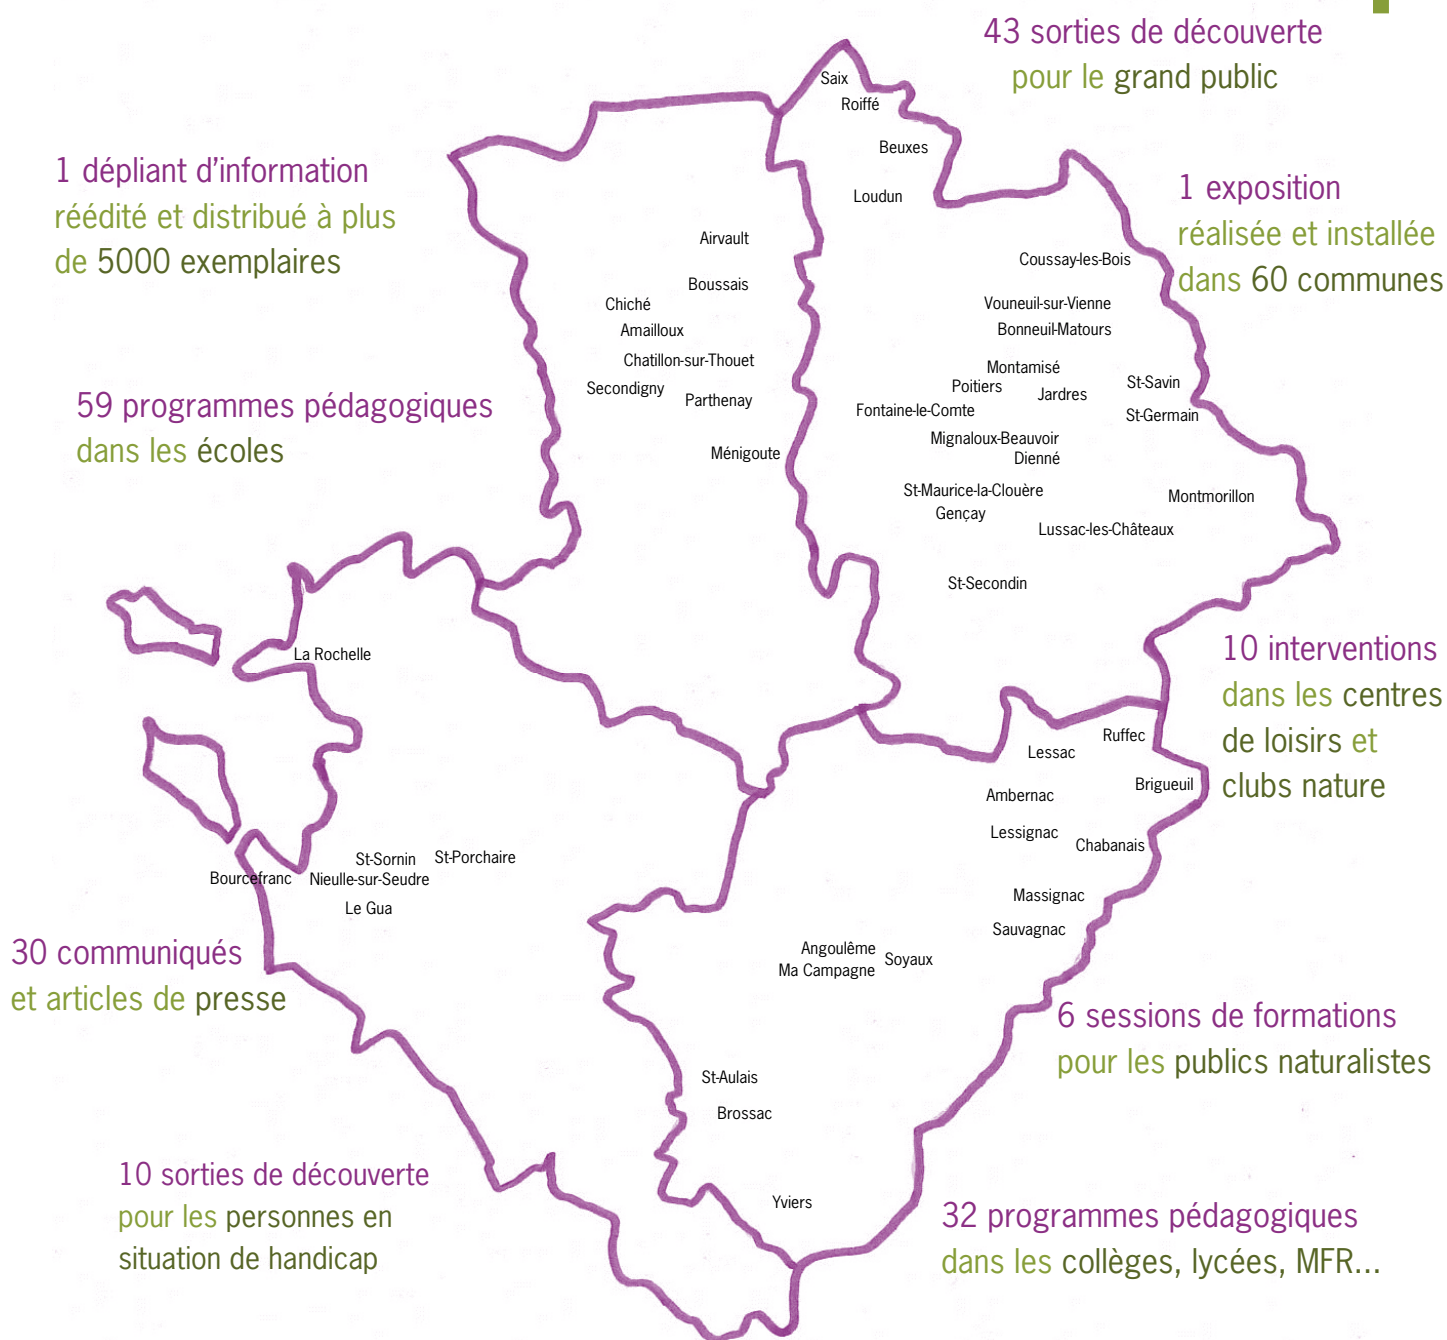 43 sorties de découverte
pour le grand public
1 dépliant d'information
réédité et distribué à plus
de 5000 exemplaires
1 exposition
réalisée et installée
dans 60 communes
59 programmes pédagogiques
dans les écoles
Saix
Roiffé
Beuxes
Loudun
Airvault
Boussais
Chiché
Amailloux
Chatillon-sur-Thouet
Secondigny
Parthenay
Ménigoute
Coussay-les-Bois
Vouneuil-sur-Vienne
Bonneuil-Matours
Montamisé
Poitiers
Jardres
St-Savin
Fontaine-le-Comte
St-Germain
Mignaloux-Beauvoir
Dienné
St-Maurice-la-Clouère
Gençay
Montmorillon
Lussac-les-Châteaux
St-Secondin
La Rochelle
10 interventions
dans les centres
de loisirs et
clubs nature
Ruffec
Lessac
Brigueuil
Ambernac
Lessignac
Chabanais
Massignac
Sauvagnac
Angoulême
Ma Campagne
Soyaux
St-Sornin
St-Porchaire
Bourcefranc
Nieulle-sur-Seudre
Le Gua
30 communiqués
et articles de presse
6 sessions de formations
pour les publics naturalistes
St-Aulais
Brossac
Yviers
10 sorties de découverte
pour les personnes en
situation de handicap
32 programmes pédagogiques
dans les collèges, lycées, MFR...